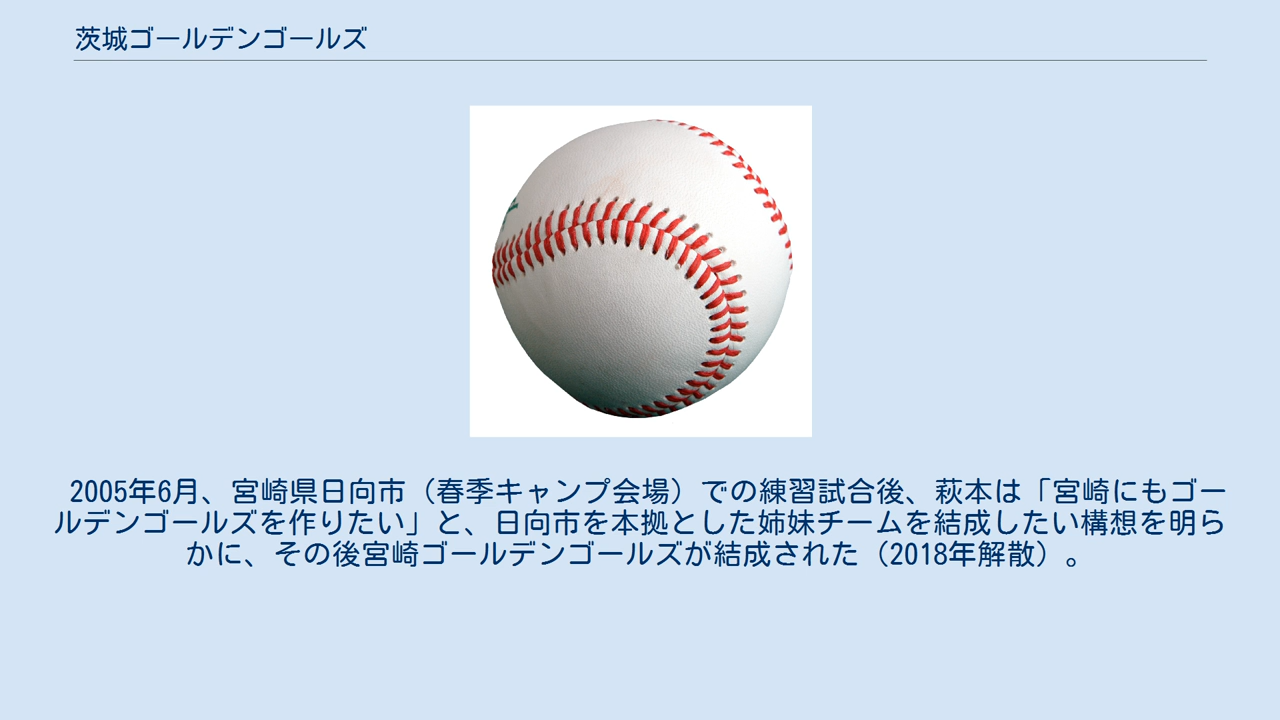 茨城ゴールデンゴールズ
2005年6月、宮崎県日向市（春季キャンプ会場）での練習試合後、萩本は「宮崎にもゴー
ルデンゴールズを作りたい」と、日向市を本拠とした姉妹チームを結成したい構想を明ら
かに、その後宮崎ゴールデンゴールズが結成された（2018年解散）。